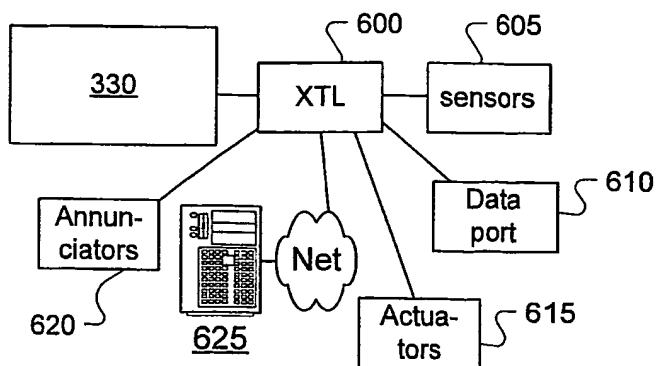 600
605
330
XTL
sensors
610
Annun-
ciators
Data
port
Net
620
625
Actua-
tors
615